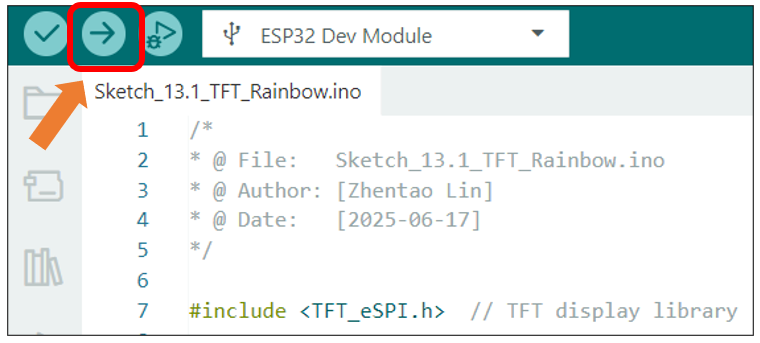 ESP32 Dev Module
Sketch_13.1_TFT_Rainbow.ino
1 /*
2 * @ File:   Sketch_13.1_TFT_Rainbow.ino
3 * @ Author: [Zhentao Lin]
4 * @ Date:   [2025-06-17]
5 */
6
7 #include <TFT_eSPI.h>  // TFT display library